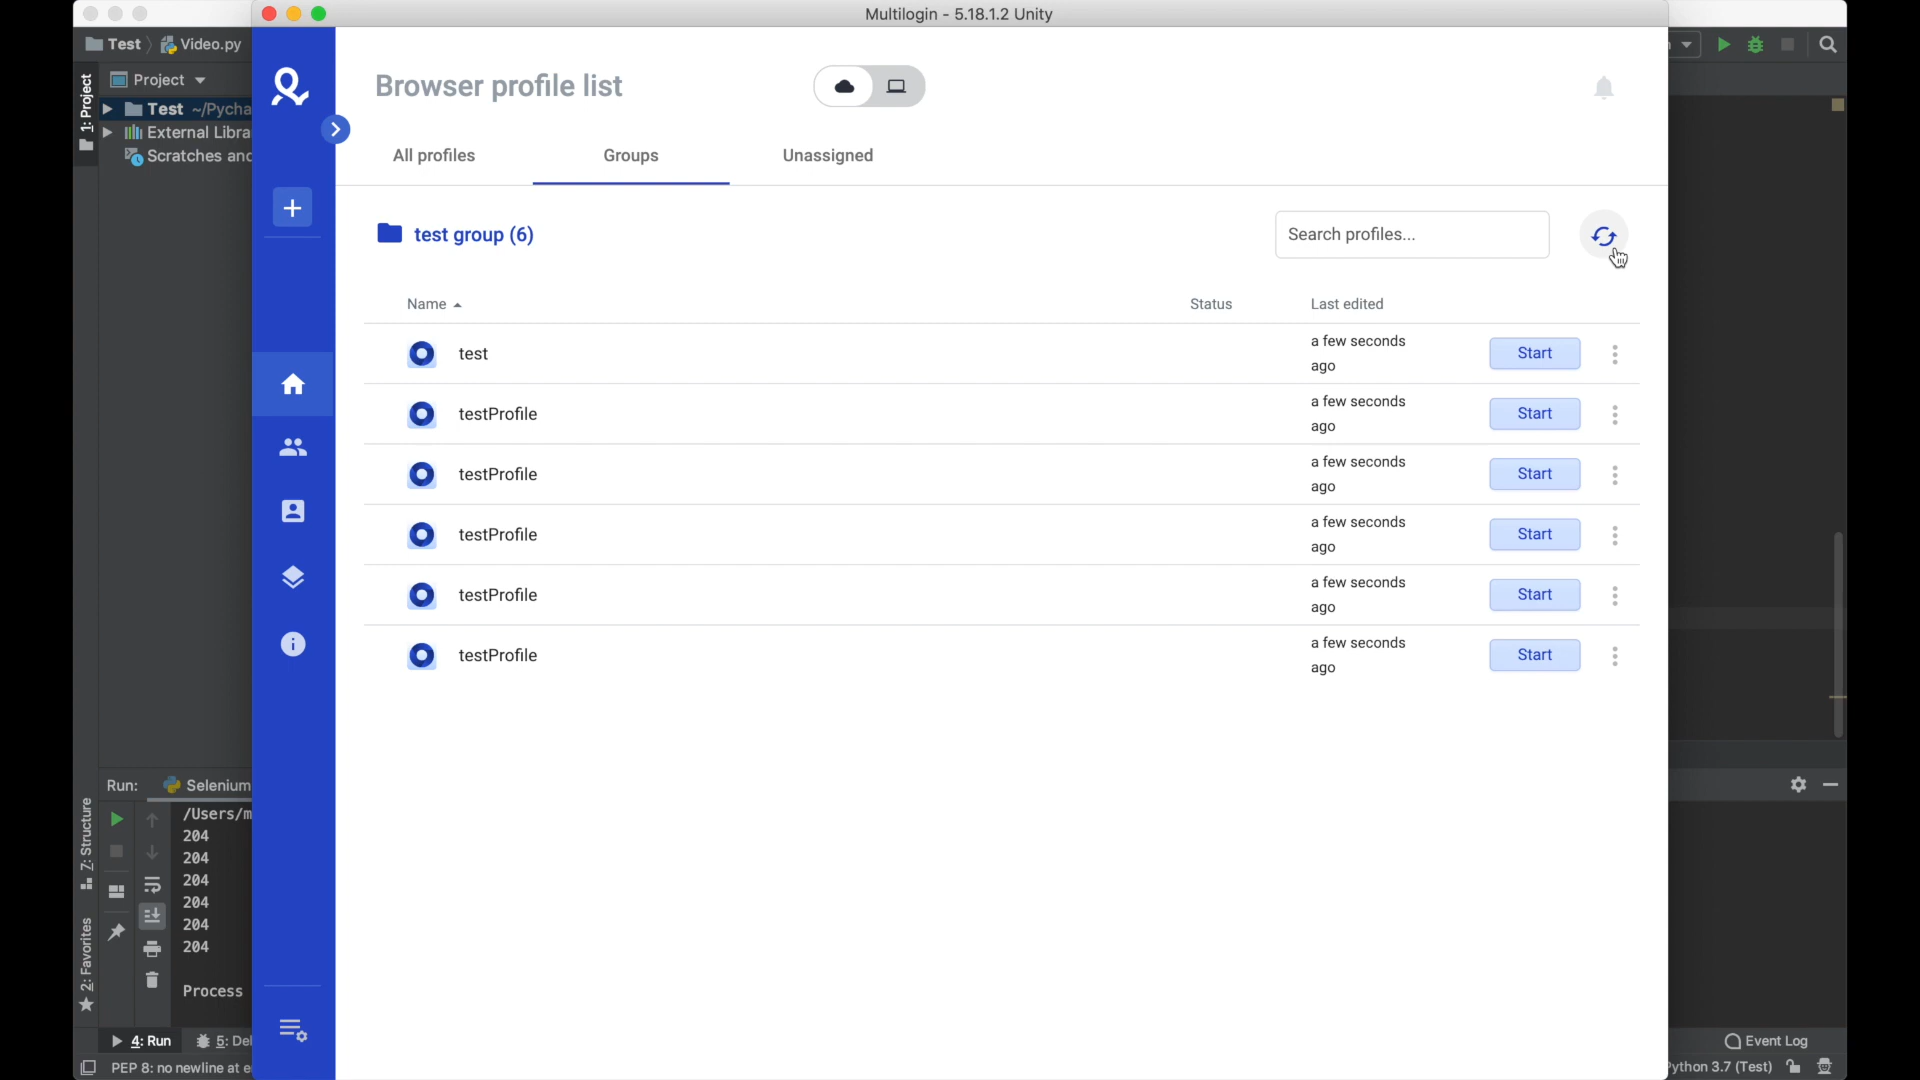 Multilogin - 5.18.1.2 Unity
Test
Video.py
Project
1: Project
Test ~/Pycha
External Libra
Scratches and
Browser profile list
All profiles
Groups
Unassigned
test group (6)
Search profiles...
Name
Status
Last edited
test
a few seconds
ago
Start
testProfile
a few seconds
ago
Start
testProfile
a few seconds
ago
Start
testProfile
a few seconds
ago
Start
testProfile
a few seconds
ago
Start
testProfile
a few seconds
ago
Start
Run:
Selenium
/Users/m
204
204
204
204
204
204
Process
Z: Structure
2: Favorites
4: Run
5: De
Event Log
PEP 8: no newline at e
Python 3.7 (Test)